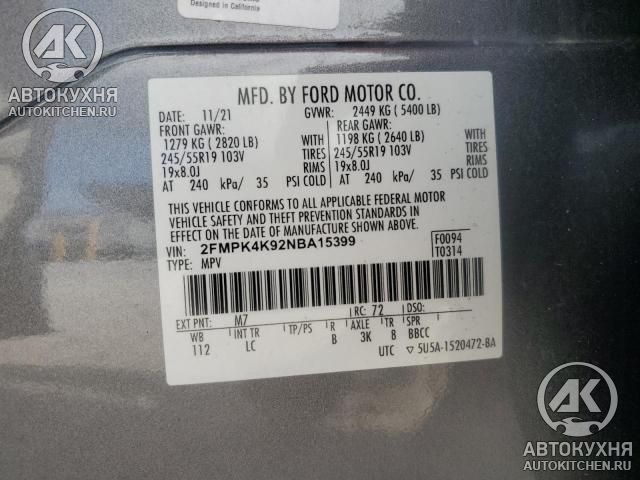 Designed in California
АК
АВТОКУХНЯ
AUTOKITCHEN.RU
MFD. BY FORD MOTOR CO.
DATE: 11/21 GVWR: 2449 KG ( 5400 LB)
FRONT GAWR: REAR GAWR:
1279 KG ( 2820 LB) WITH 1198 KG ( 2640 LB) WITH
245/55R19 103V TIRES 245/55R19 103V TIRES
19x8.0J RIMS 19x8.0J RIMS
AT 240 kPa/ 35 PSI COLD AT 240 kPa/ 35 PSI COLD
THIS VEHICLE CONFORMS TO ALL APPLICABLE FEDERAL MOTOR
VEHICLE SAFETY AND THEFT PREVENTION STANDARDS IN
EFFECT ON THE DATE OF MANUFACTURE SHOWN ABOVE.
VIN: 2FMPK4K92NBA15399 F0094
TYPE: MPV T0314
EXT PNT: M7 RC: 72 DSO:
WB INT TR TP/PS R AXLE TR SPR
112 LC B 3K B BBCC
UTC ▽ 5U5A-1520472-BA
АК
АВТОКУХНЯ
AUTOKITCHEN.RU